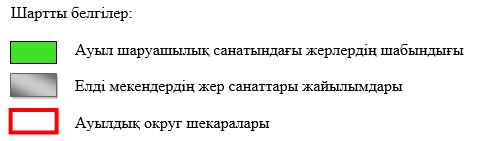 Шартты белгілер:
Ауыл шаруашылық санатындағы жерлердің шабындығы
Елді мекендердің жер санаттары жайылымдары
Ауылдық округ шекаралары